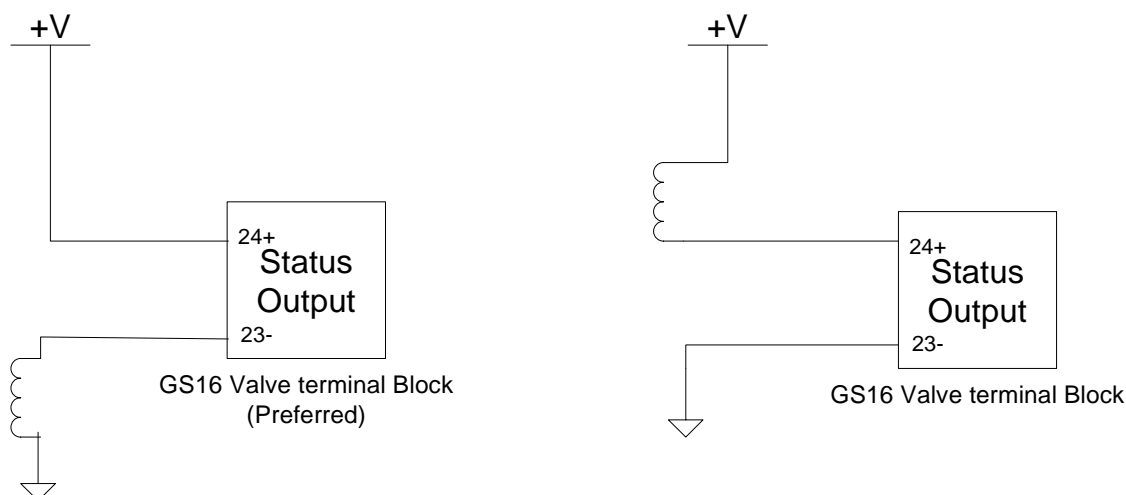 +V
24+
Status
Output
23-
GS16 Valve terminal Block
(Preferred)
+V
24+
Status
Output
23-
GS16 Valve terminal Block